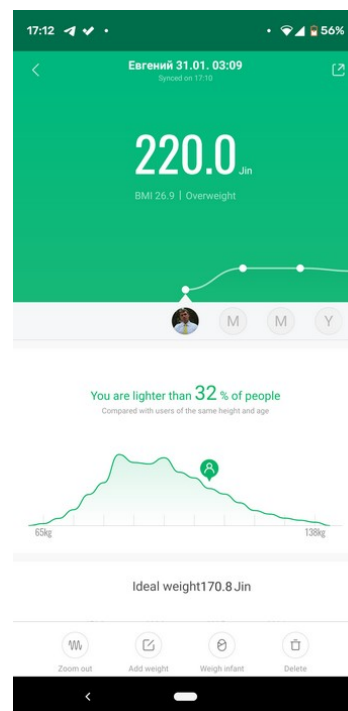 17:12
56%
Евгений 31.01. 03:09
Synced on 17:10
220.0 Jin
BMI 26.9 | Overweight
M M Y
You are lighter than 32 % of people
Compared with users of the same height and age
65kg 138kg
Ideal weight170.8Jin
Zoom out Add weight Weigh infant Delete